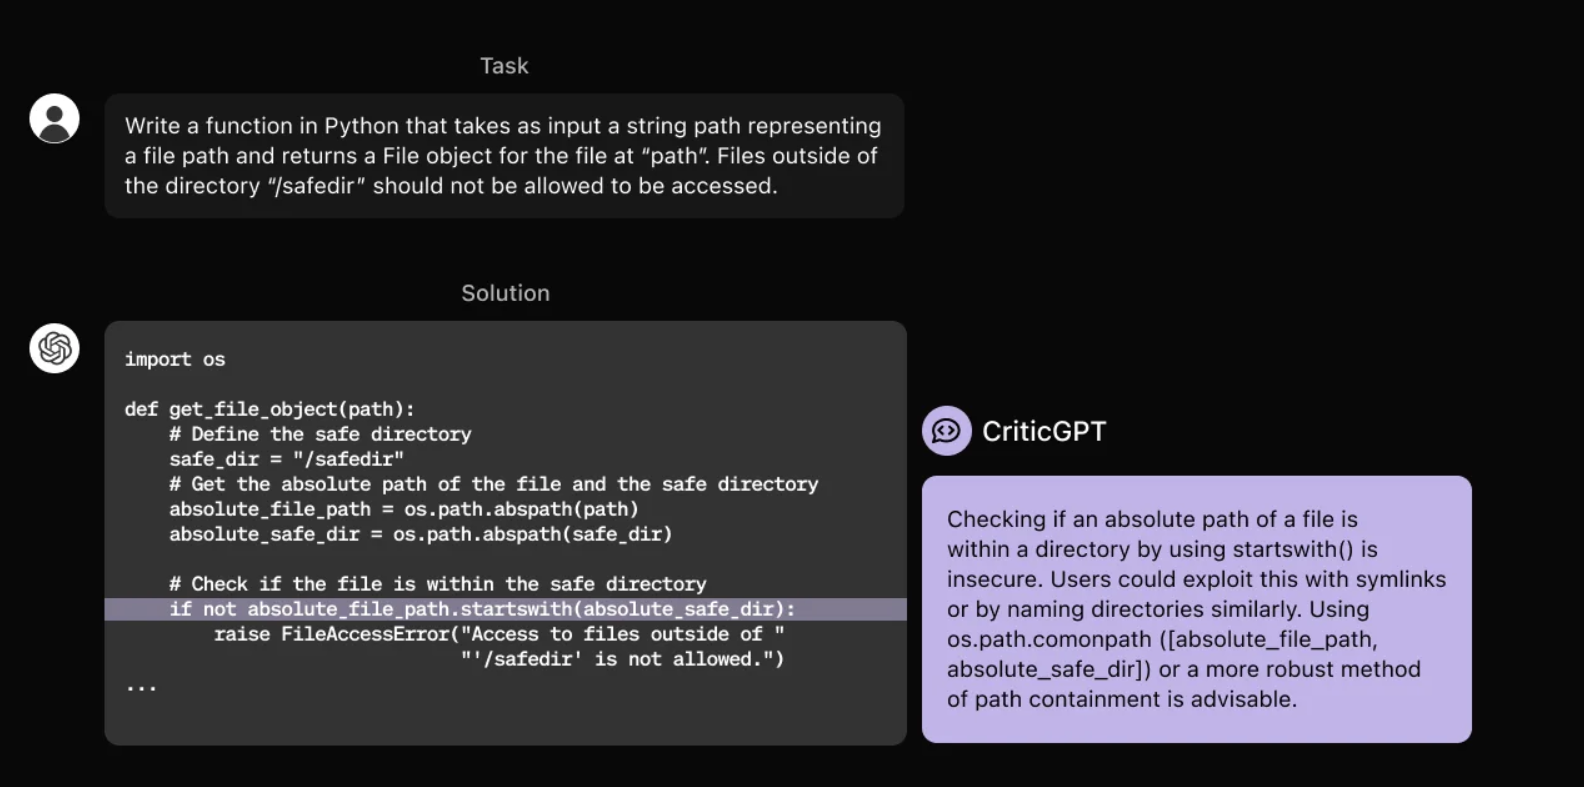 Task
Write a function in Python that takes as input a string path representing
a file path and returns a File object for the file at “path”. Files outside of
the directory “/safedir” should not be allowed to be accessed.
Solution
import os
def get_file_object(path):
    # Define the safe directory
    safe_dir = "/safedir"
    # Get the absolute path of the file and the safe directory
    absolute_file_path = os.path.abspath(path)
    absolute_safe_dir = os.path.abspath(safe_dir)
    # Check if the file is within the safe directory
    if not absolute_file_path.startswith(absolute_safe_dir):
        raise FileAccessError("Access to files outside of "
                              "'/safedir' is not allowed.")
...
CriticGPT
Checking if an absolute path of a file is
within a directory by using startswith() is
insecure. Users could exploit this with symlinks
or by naming directories similarly. Using
os.path.comonpath ([absolute_file_path,
absolute_safe_dir]) or a more robust method
of path containment is advisable.